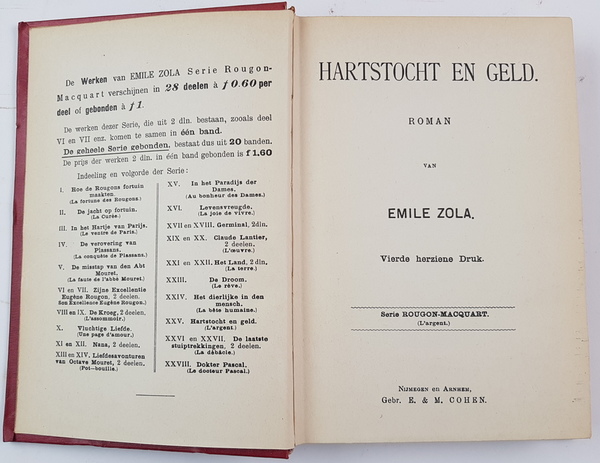 De Werken van EMILE ZOLA Serie Rougon-
Macquart verschijnen in 28 deelen à ƒ 0.60 per
deel of gebonden à ƒ 1.
De werken dezer Serie, die uit 2 dln. bestaan, zooals deel
VI en VII enz. komen te samen in één band.
De geheele Serie gebonden, bestaat dus uit 20 banden.
De prijs der werken 2 dln. in één band gebonden is f 1.60
Indeeling en volgorde der Serie:
I. Hoe de Rougons fortuin
maakten.
(La fortune des Rougons.)
II. De jacht op fortuin.
(La Curée.)
III. In het Hartje van Parijs.
(Le ventre de Paris.)
IV. De verovering van
Plassans.
(La conquête de Plassans.)
V. De misstap van den Abt
Mouret.
(La faute de l'abbé Mouret.)
VI en VII. Zijne Excellentie
Eugène Rougon, 2 deelen.
(Son Excellence Eugène Rougon.)
VIII en IX. De Kroeg, 2 deelen.
(L'assommoir.)
X. Vluchtige Liefde.
(Une page d'amour.)
XI en XII. Nana, 2 deelen.
XIII en XIV. Liefdesavonturen
van Octave Mouret, 2 deelen.
(Pot—bouille.)
XV. In het Paradijs der
Dames.
(Au bonheur des Dames.)
XVI. Levensvreugde.
(La joie de vivre.)
XVII en XVIII. Germinal, 2dln.
XIX en XX. Claude Lantier,
2 deelen.
(L'œuvre.)
XXI en XXII. Het Land, 2 dln,
(La terre.)
XXIII. De Droom.
(Le rêve.)
XXIV. Het dierlijke in den
mensch.
(La bête humaine.)
XXV. Hartstocht en geld.
(L'argent.)
XXVI en XXVII. De laatste
stuiptrekkingen, 2 deelen.
(La débâcle.)
XXVIII. Dokter Pascal.
(Le docteur Pascal.)
HARTSTOCHT EN GELD.
ROMAN
VAN
EMILE ZOLA.
Vierde herziene Druk.
Serie ROUGON-MACQUART.
(L'argent.)
Nijmegen en Arnhem,
Gebr. E. & M. COHEN.